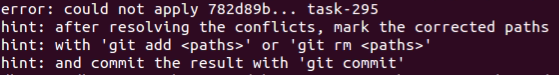 error: could not apply 782d89b... task-295
hint: after resolving the conflicts, mark the corrected paths
hint: with 'git add <paths>' or 'git rm <paths>'
hint: and commit the result with 'git commit'